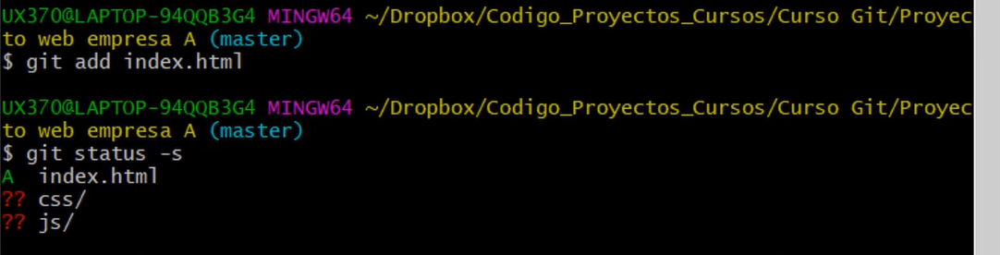 UX370@LAPTOP-94QQB3G4 MINGW64 ~/Dropbox/Codigo_Proyectos_Cursos/Curso Git/Proyec
to web empresa A (master)
$ git add index.html
UX370@LAPTOP-94QQB3G4 MINGW64 ~/Dropbox/Codigo_Proyectos_Cursos/Curso Git/Proyec
to web empresa A (master)
$ git status -s
A  index.html
?? css/
?? js/